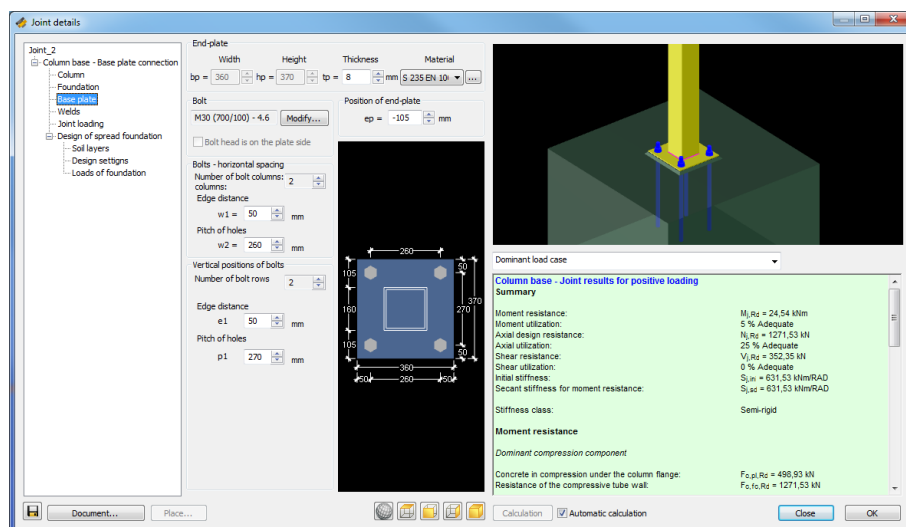 Joint details
Joint_2
Column base - Base plate connection
Column
Foundation
Base plate
Welds
Joint loading
Design of spread foundation
Soil layers
Design settigns
Loads of foundation
End-plate
Width Height Thickness Material
bp = 360 hp = 370 tp = 8 mm S 235 EN 10 ...
Bolt
M30 (700/100) - 4.6 Modify...
Bolt head is on the plate side
Position of end-plate
ep = -105 mm
Bolts - horizontal spacing
Number of bolt columns: 2
columns:
Edge distance
w1 = 50 mm
Pitch of holes
w2 = 260 mm
Vertical positions of bolts
Number of bolt rows 2
Edge distance
e1 50 mm
Pitch of holes
p1 270 mm
260
105 50
160 270 370
105 50
360
50 260 50
Dominant load case
Column base - Joint results for positive loading
Summary
Moment resistance: Mj,Rd = 24,54 kNm
Moment utilization: 5 % Adequate
Axial design resistance: Nj,Rd = 1271,53 kN
Axial utilization: 25 % Adequate
Shear resistance: Vj,Rd = 352,35 kN
Shear utilization: 0 % Adequate
Initial stiffness: Sj,ini = 631,53 kNm/RAD
Secant stiffness for moment resistance: Sj,sd = 631,53 kNm/RAD
Stiffness class: Semi-rigid
Moment resistance
Dominant compression component
Concrete in compression under the column flange: Fc,pl,Rd = 498,93 kN
Resistance of the compressive tube wall: Fc,fc,Rd = 1271,53 kN
Document... Place... Calculation Automatic calculation Close OK